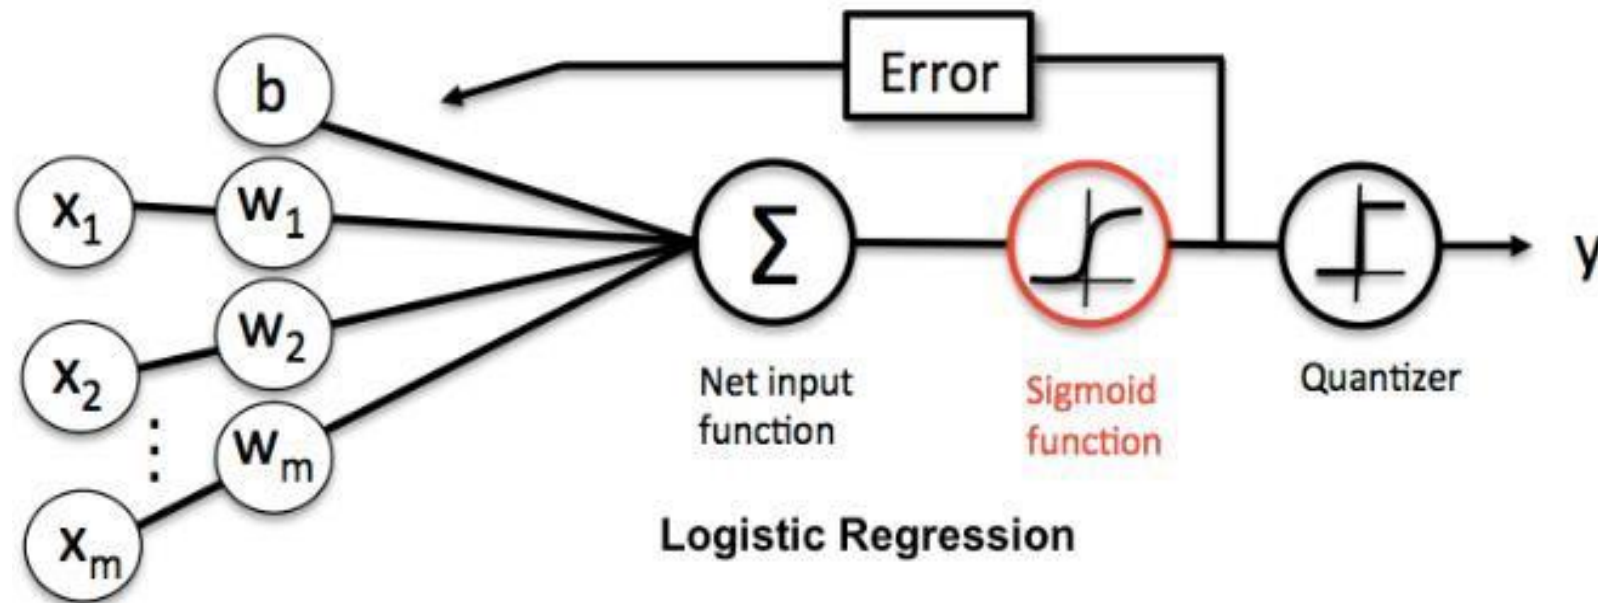 b
Error
x₁
w₁
Σ
y
x₂
w₂
Net input
function
Sigmoid
function
Quantizer
wₘ
xₘ
Logistic Regression